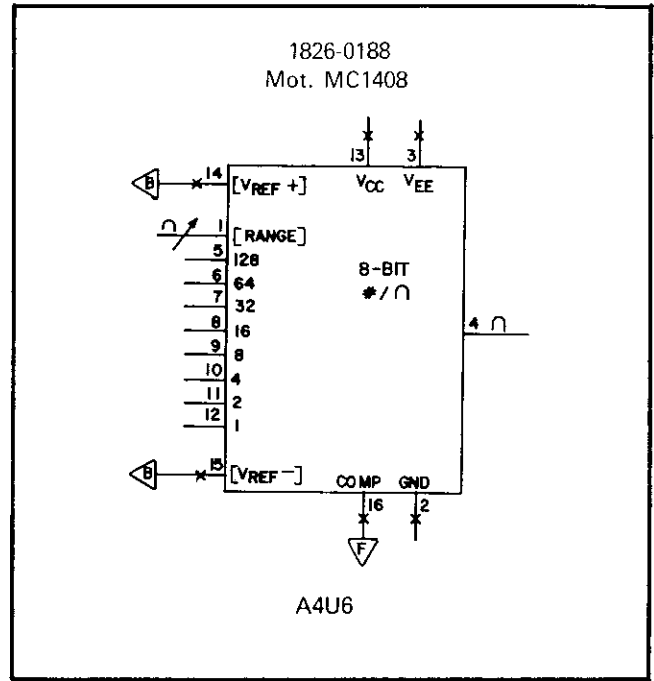 1826-0188
Mot. MC1408
13 3
VCC VEE
B 14 [VREF +]
∩ 1 [RANGE]
5 128
6 64
7 32
8 16
9 8
10 4
11 2
12 1
8-BIT
#/∩
4 ∩
B 15 [VREF −]
COMP GND
16 2
F
A4U6